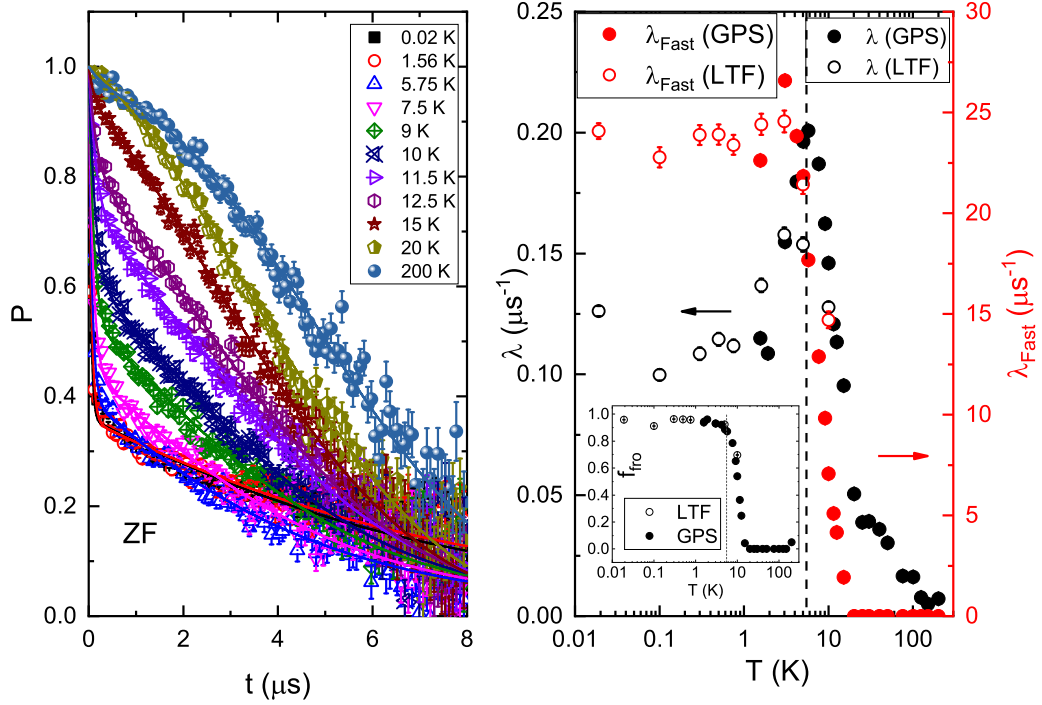 1.0
0.8
0.6
0.4
0.2
0.0
P
0 2 4 6 8
t (μs)
ZF
0.02 K
1.56 K
5.75 K
7.5 K
9 K
10 K
11.5 K
12.5 K
15 K
20 K
200 K
0.25
0.20
0.15
0.10
0.05
0.00
λ (μs⁻¹)
λFast (GPS)
λFast (LTF)
λ (GPS)
λ (LTF)
30
25
20
15
10
5
0
λFast (μs⁻¹)
1.0
0.8
0.6
0.4
0.2
0.0
ffro
LTF
GPS
0.01 0.1 1 10 100
T (K)
0.01 0.1 1 10 100
T (K)